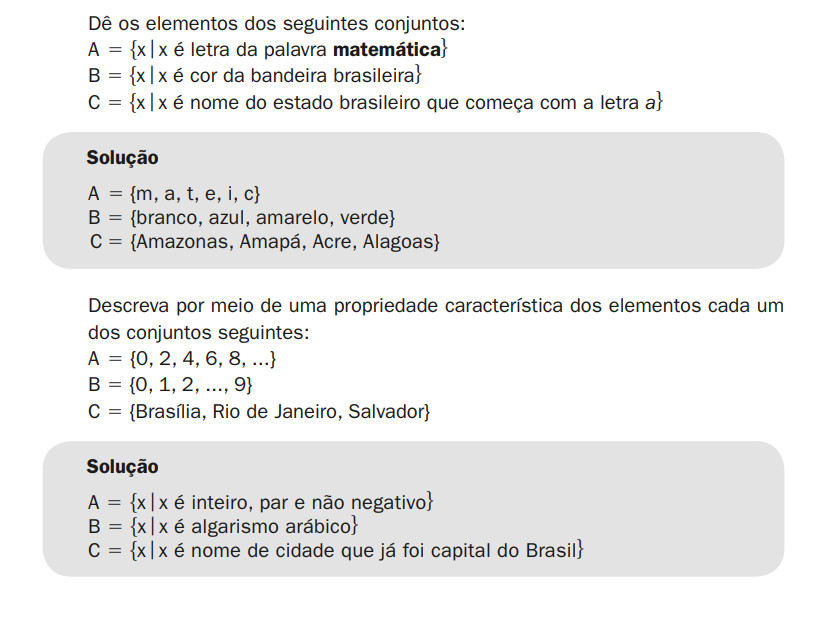 Dê os elementos dos seguintes conjuntos:
A = {x | x é letra da palavra matemática}
B = {x | x é cor da bandeira brasileira}
C = {x | x é nome do estado brasileiro que começa com a letra a}
Solução
A = {m, a, t, e, i, c}
B = {branco, azul, amarelo, verde}
C = {Amazonas, Amapá, Acre, Alagoas}
Descreva por meio de uma propriedade característica dos elementos cada um
dos conjuntos seguintes:
A = {0, 2, 4, 6, 8, ...}
B = {0, 1, 2, ..., 9}
C = {Brasília, Rio de Janeiro, Salvador}
Solução
A = {x | x é inteiro, par e não negativo}
B = {x | x é algarismo arábico}
C = {x | x é nome de cidade que já foi capital do Brasil}